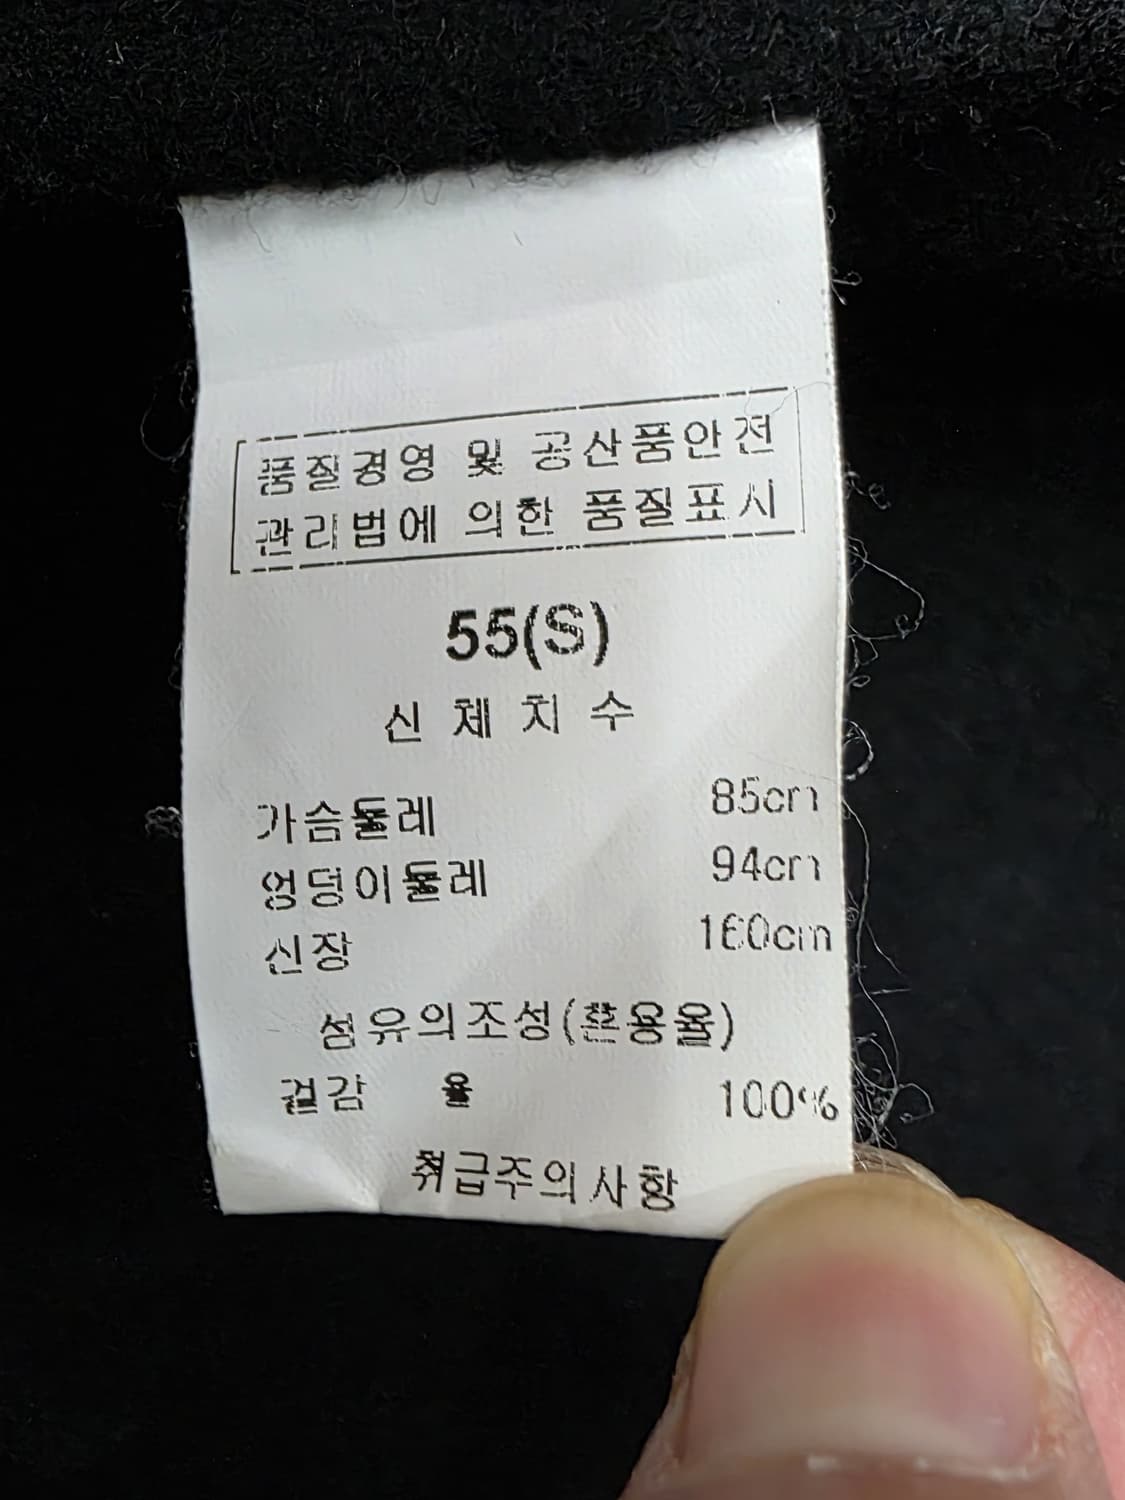 품질경영 및 공산품안전
관리법에 의한 품질표시
55(S)
신체치수
가슴둘레 85cm
엉덩이둘레 94cm
신장 160cm
섬유의조성(혼용율)
겉감 울 100%
취급주의사항